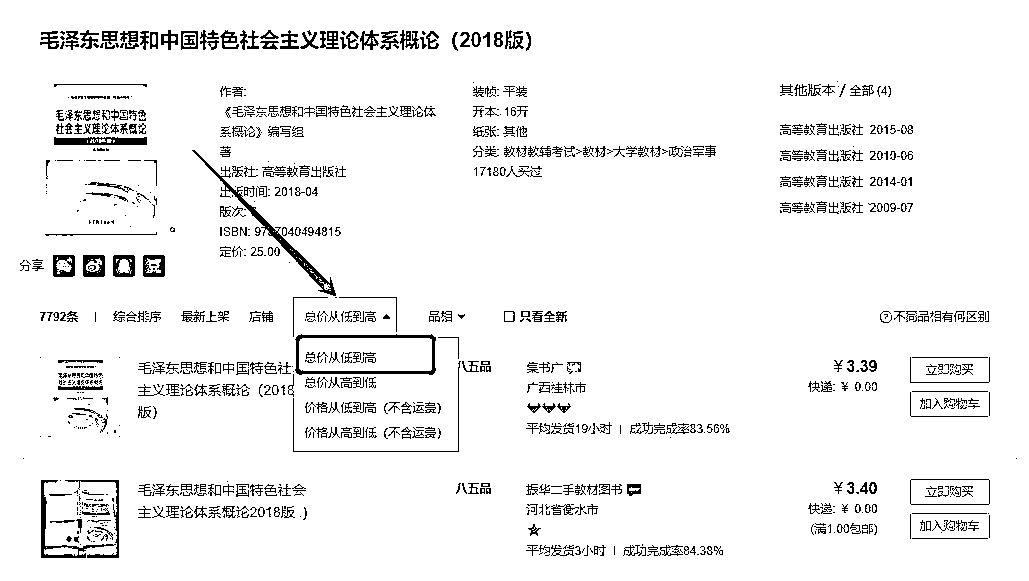 毛泽东思想和中国特色社会主义理论体系概论（2018版）
毛泽东思想和中国特色
社会主义理论体系概论
作者:
《毛泽东思想和中国特色社会主义理论体
系概论》编写组
著
出版社: 高等教育出版社
出版时间: 2018-04
版次:
ISBN: 9787040494815
定价: 25.00
装帧: 平装
开本: 16开
纸张: 其他
分类: 教材教辅考试>教材>大学教材>政治军事
17180人买过
其他版本 / 全部 (4)
高等教育出版社 2015-08
高等教育出版社 2010-06
高等教育出版社 2014-01
高等教育出版社 2009-07
分享
7792条 | 综合排序 最新上架 店铺 总价从低到高 品相 只看全新 不同品相有何区别
总价从低到高
总价从高到低
价格从低到高（不含运费）
价格从高到低（不含运费）
毛泽东思想和中国特色社
主义理论体系概论（2018
版）
八五品
集书广
广西桂林市
平均发货19小时 | 成功完成率83.56%
￥3.39
快递: ￥ 0.00
立即购买
加入购物车
毛泽东思想和中国特色社会
主义理论体系概论2018版 .)
八五品
振华二手教材图书
河北省衡水市
平均发货3小时 | 成功完成率84.38%
￥3.40
快递: ￥ 0.00
(满1.00包邮)
立即购买
加入购物车